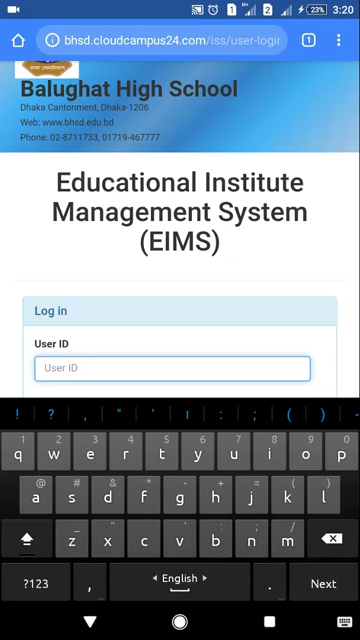 23% 3:20
bhsd.cloudcampus24.com/iss/user-login
1
Balughat High School
Dhaka Cantonment, Dhaka-1206
Web: www.bhsd.edu.bd
Phone: 02-8711733, 01719-467777
Educational Institute
Management System
(EIMS)
Log in
User ID
User ID
! ? , " ' ı : ; ( ) -
1 2 3 4 5 6 7 8 9 0
q w e r t y u i o p
@ # & * - + = ( )
a s d f g h j k l
z x c v b n m
?123 , English . Next